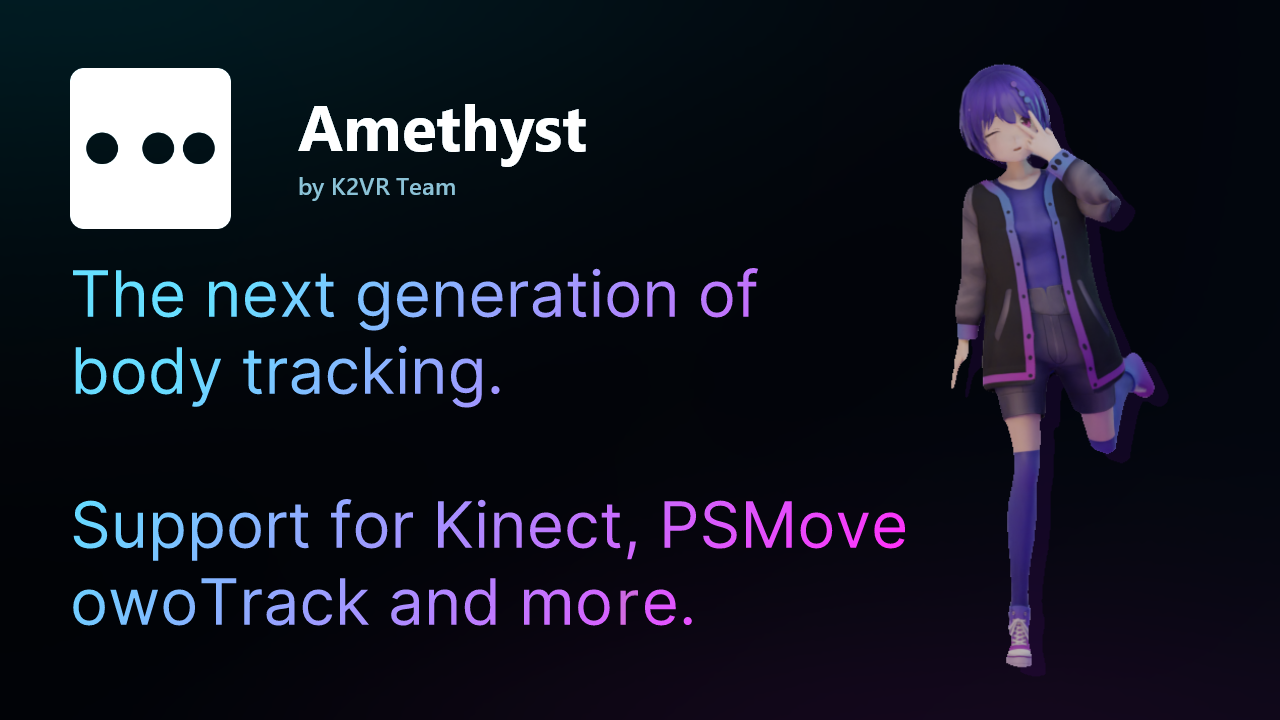 Amethyst
by K2VR Team
The next generation of
body tracking.
Support for Kinect, PSMove
owoTrack and more.